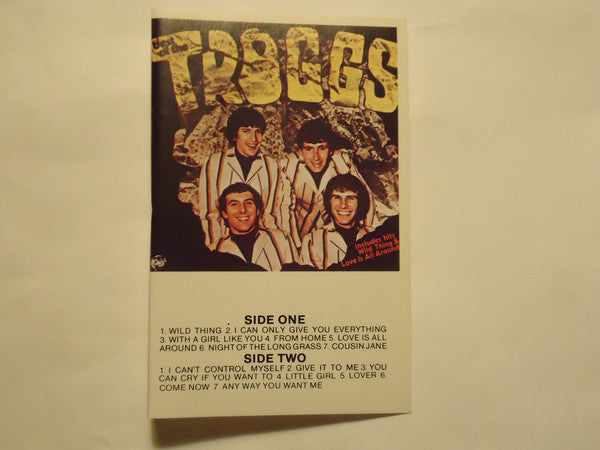 TROGGS
Includes hits
Wild Thing &
Love Is All Around
SIDE ONE
1. WILD THING 2. I CAN ONLY GIVE YOU EVERYTHING
3. WITH A GIRL LIKE YOU 4. FROM HOME 5. LOVE IS ALL
AROUND 6. NIGHT OF THE LONG GRASS 7. COUSIN JANE
SIDE TWO
1. I CAN'T CONTROL MYSELF 2. GIVE IT TO ME 3. YOU
CAN CRY IF YOU WANT TO 4. LITTLE GIRL 5. LOVER 6.
COME NOW 7 ANY WAY YOU WANT ME